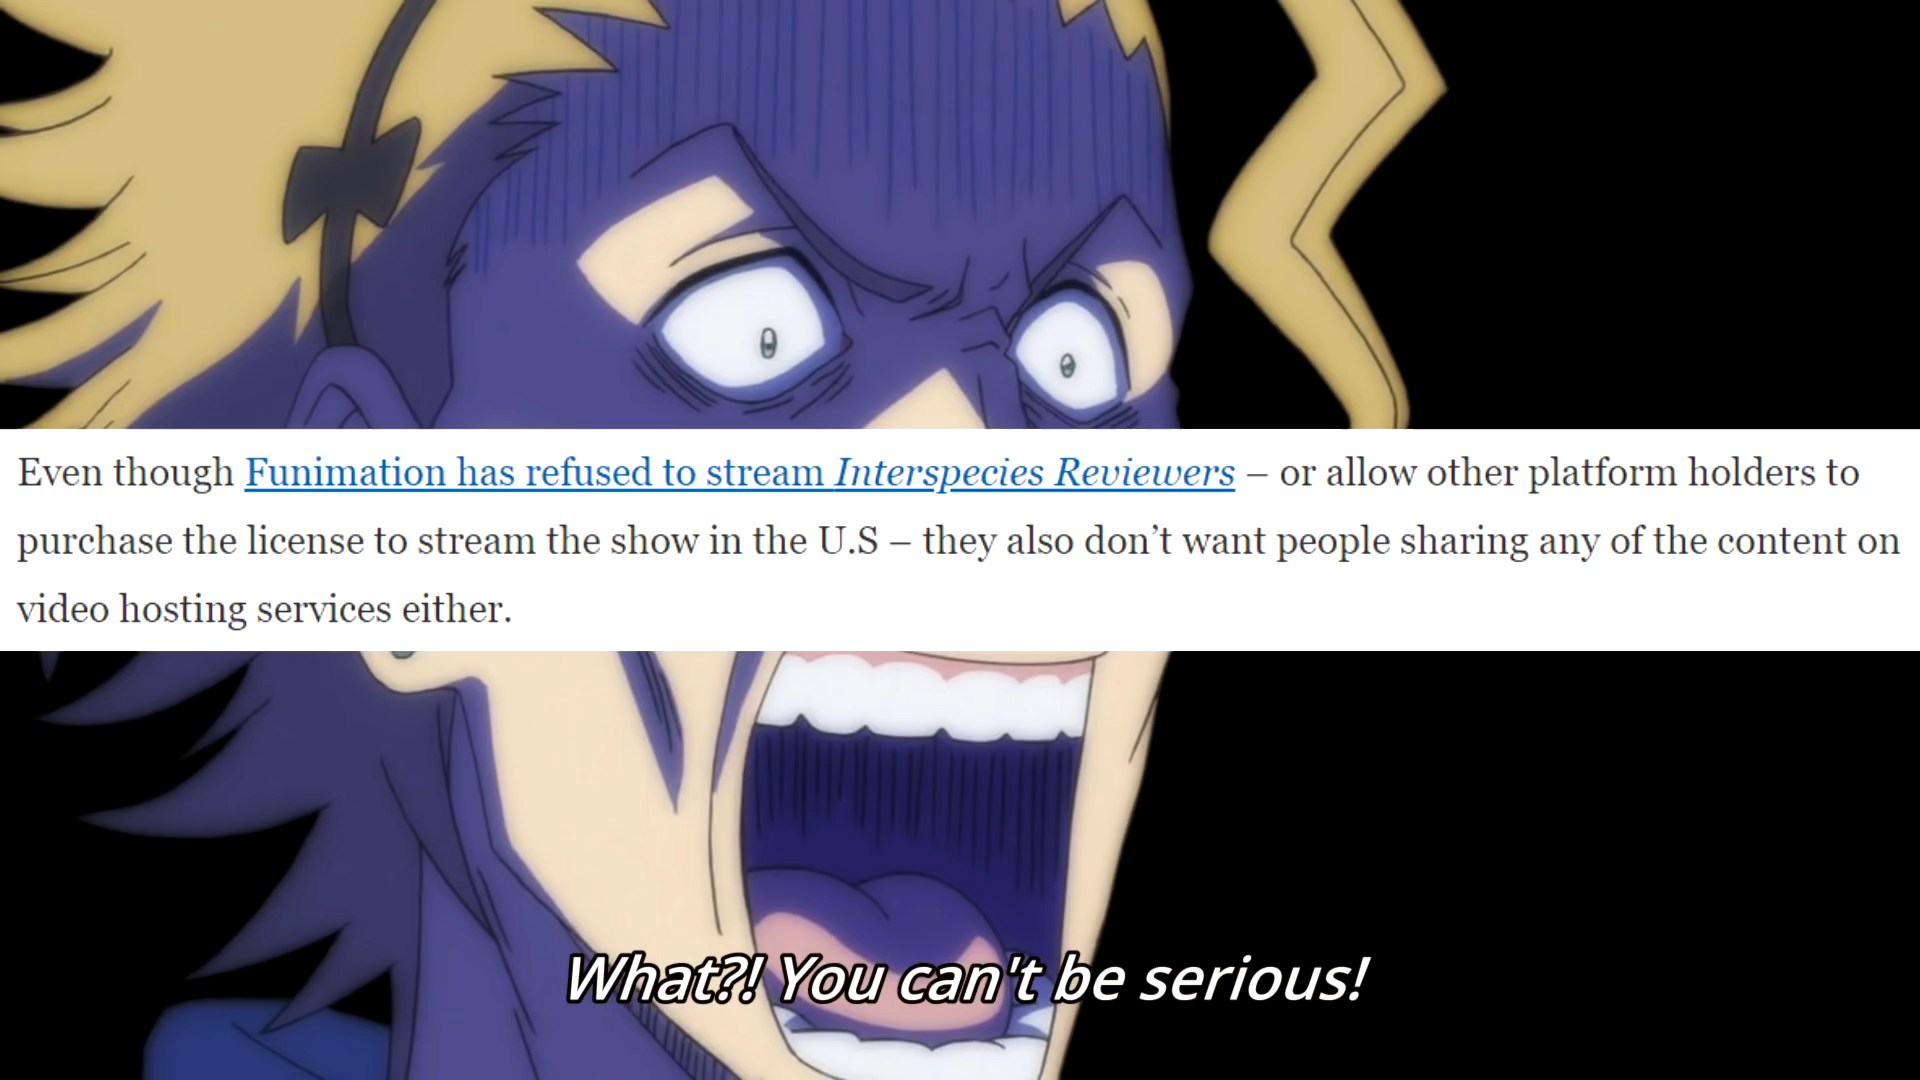 Even though Funimation has refused to stream Interspecies Reviewers – or allow other platform holders to
purchase the license to stream the show in the U.S – they also don’t want people sharing any of the content on
video hosting services either.
What?! You can't be serious!